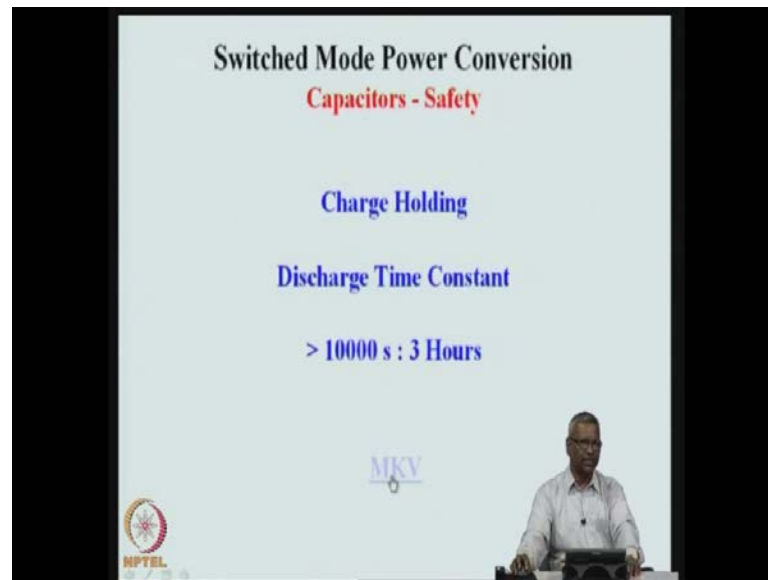 Switched Mode Power Conversion
Capacitors - Safety
Charge Holding
Discharge Time Constant
> 10000 s : 3 Hours
MKV
NPTEL